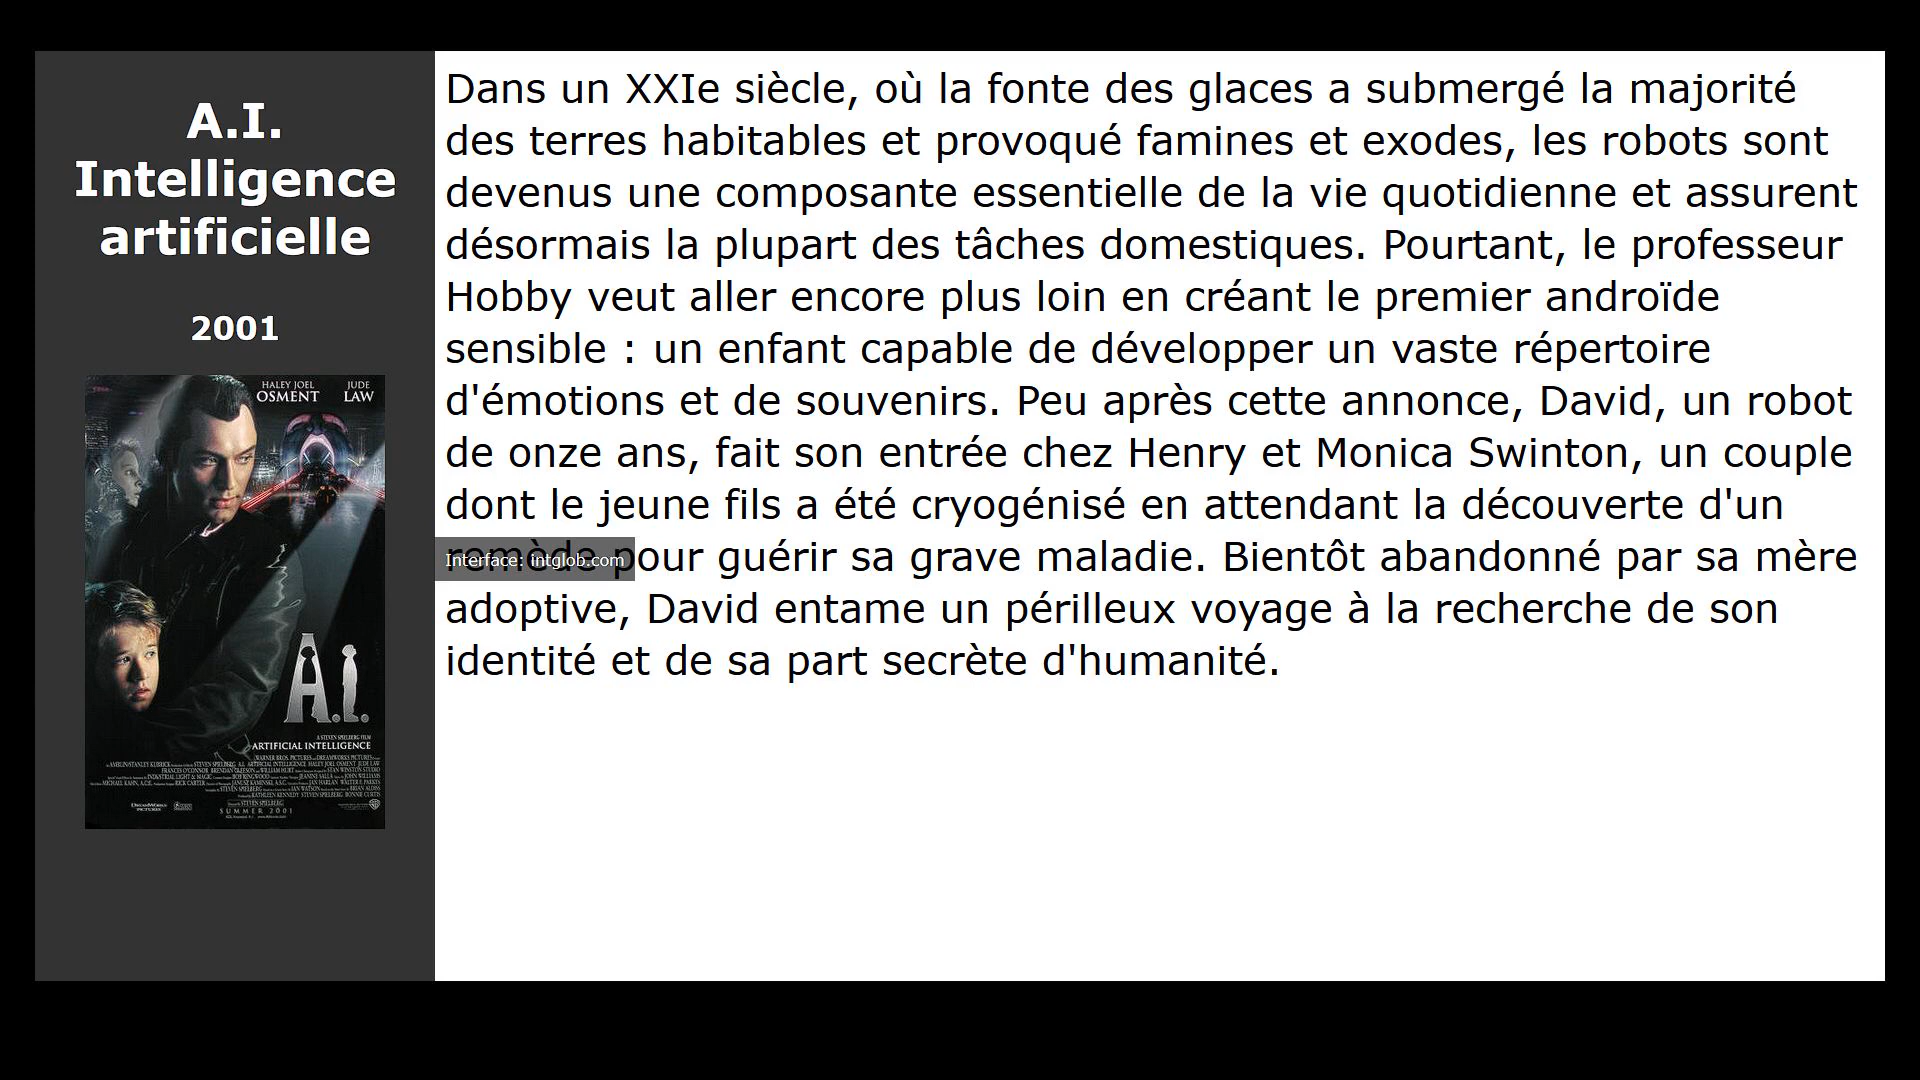 A.I.
Intelligence
artificielle
2001
HALEY JOEL
OSMENT
JUDE
LAW
A.I.
A STEVEN SPIELBERG FILM
ARTIFICIAL INTELLIGENCE
SUMMER 2001
Dans un XXIe siècle, où la fonte des glaces a submergé la majorité
des terres habitables et provoqué famines et exodes, les robots sont
devenus une composante essentielle de la vie quotidienne et assurent
désormais la plupart des tâches domestiques. Pourtant, le professeur
Hobby veut aller encore plus loin en créant le premier androïde
sensible : un enfant capable de développer un vaste répertoire
d'émotions et de souvenirs. Peu après cette annonce, David, un robot
de onze ans, fait son entrée chez Henry et Monica Swinton, un couple
dont le jeune fils a été cryogénisé en attendant la découverte d'un
remède pour guérir sa grave maladie. Bientôt abandonné par sa mère
Interface: intglob.com
adoptive, David entame un périlleux voyage à la recherche de son
identité et de sa part secrète d'humanité.